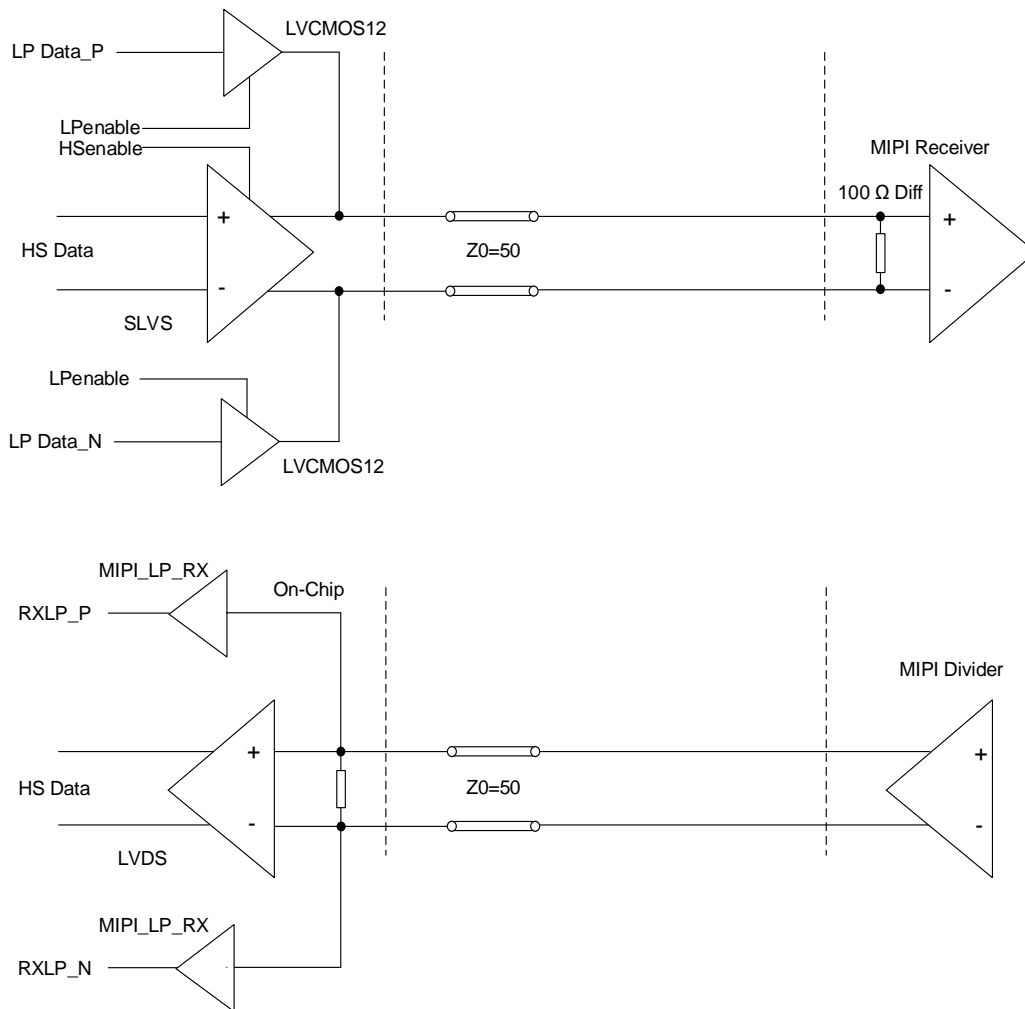 LVCMOS12
LP Data_P
LPenable
HSenable
MIPI Receiver
100 Ω Diff
+
+
HS Data
Z0=50
-
-
SLVS
LPenable
LP Data_N
LVCMOS12
MIPI_LP_RX
On-Chip
RXLP_P
MIPI Divider
+
+
HS Data
Z0=50
-
-
LVDS
MIPI_LP_RX
RXLP_N